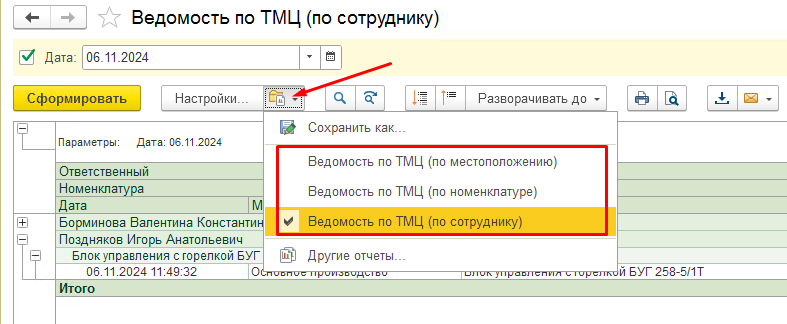 Ведомость по ТМЦ (по сотруднику)
Дата: 06.11.2024
Сформировать Настройки... Разворачивать до
Сохранить как...
Ведомость по ТМЦ (по местоположению)
Ведомость по ТМЦ (по номенклатуре)
Ведомость по ТМЦ (по сотруднику)
Другие отчеты...
Параметры: Дата: 06.11.2024
Ответственный
Номенклатура
Дата М
Борминова Валентина Константин
Поздняков Игорь Анатольевич
Блок управления с горелкой БУГ
06.11.2024 11:49:32 Основное производство Блок управления с горелкой БУГ 258-5/1Т
Итого